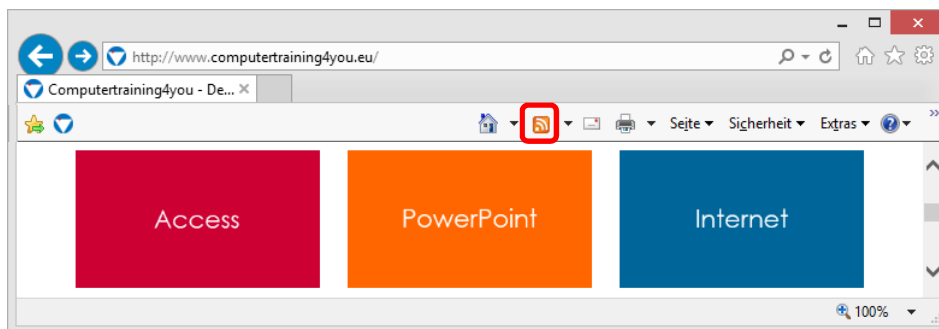 http://www.computertraining4you.eu/
Computertraining4you - De...
Seite Sicherheit Extras
Access PowerPoint Internet
100%